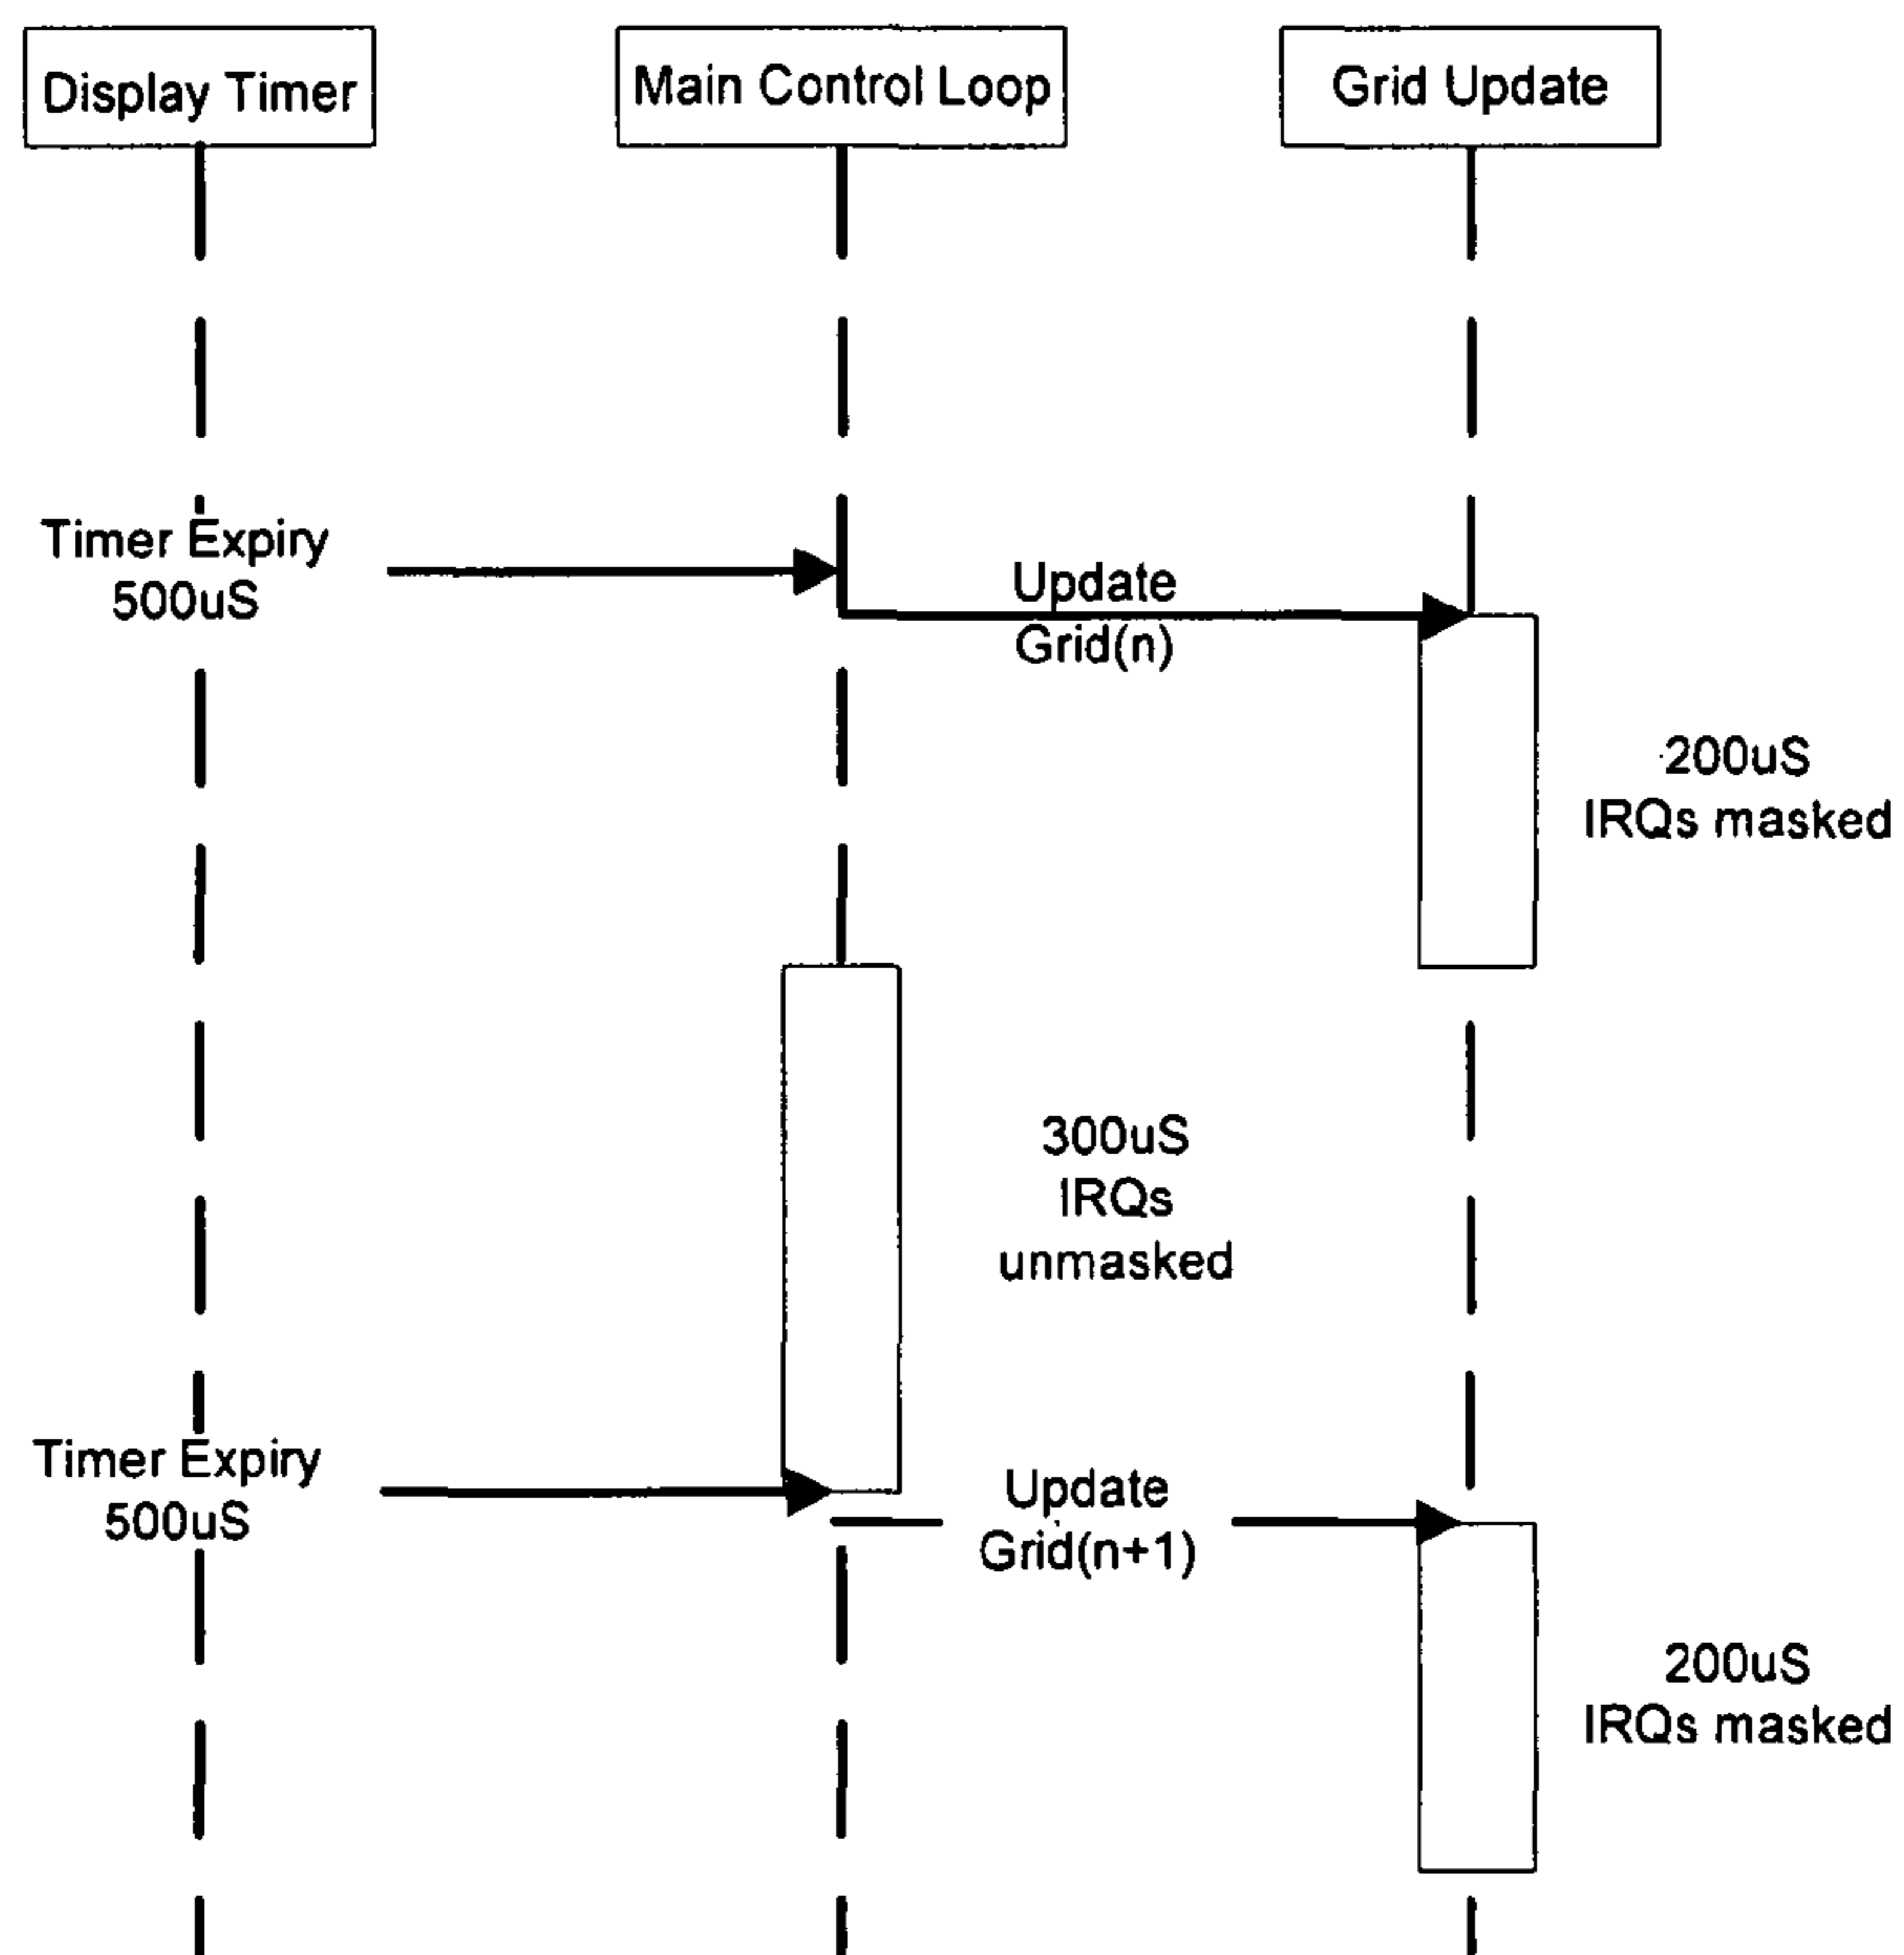 Display Timer
Main Control Loop
Grid Update
Timer Expiry
500uS
Update
Grid(n)
200uS
IRQs masked
300uS
IRQs
unmasked
Timer Expiry
500uS
Update
Grid(n+1)
200uS
IRQs masked